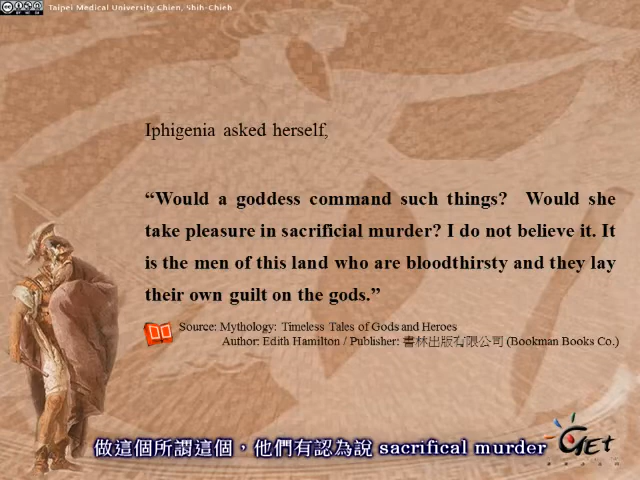 Taipei Medical University Chien, Shih-Chieh
Iphigenia asked herself,
“Would a goddess command such things? Would she
take pleasure in sacrificial murder? I do not believe it. It
is the men of this land who are bloodthirsty and they lay
their own guilt on the gods.”
Source: Mythology: Timeless Tales of Gods and Heroes
Author: Edith Hamilton / Publisher: 書林出版有限公司 (Bookman Books Co.)
做這個所謂這個，他們有認為說 sacrifical murder
GET